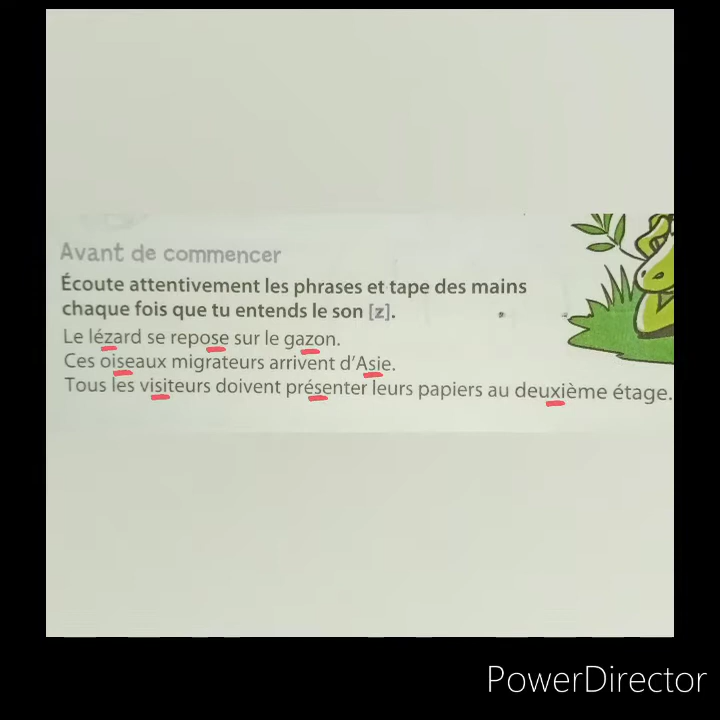 Avant de commencer
Écoute attentivement les phrases et tape des mains
chaque fois que tu entends le son [z].
Le lézard se repose sur le gazon.
Ces oiseaux migrateurs arrivent d'Asie.
Tous les visiteurs doivent présenter leurs papiers au deuxième étage.
PowerDirector